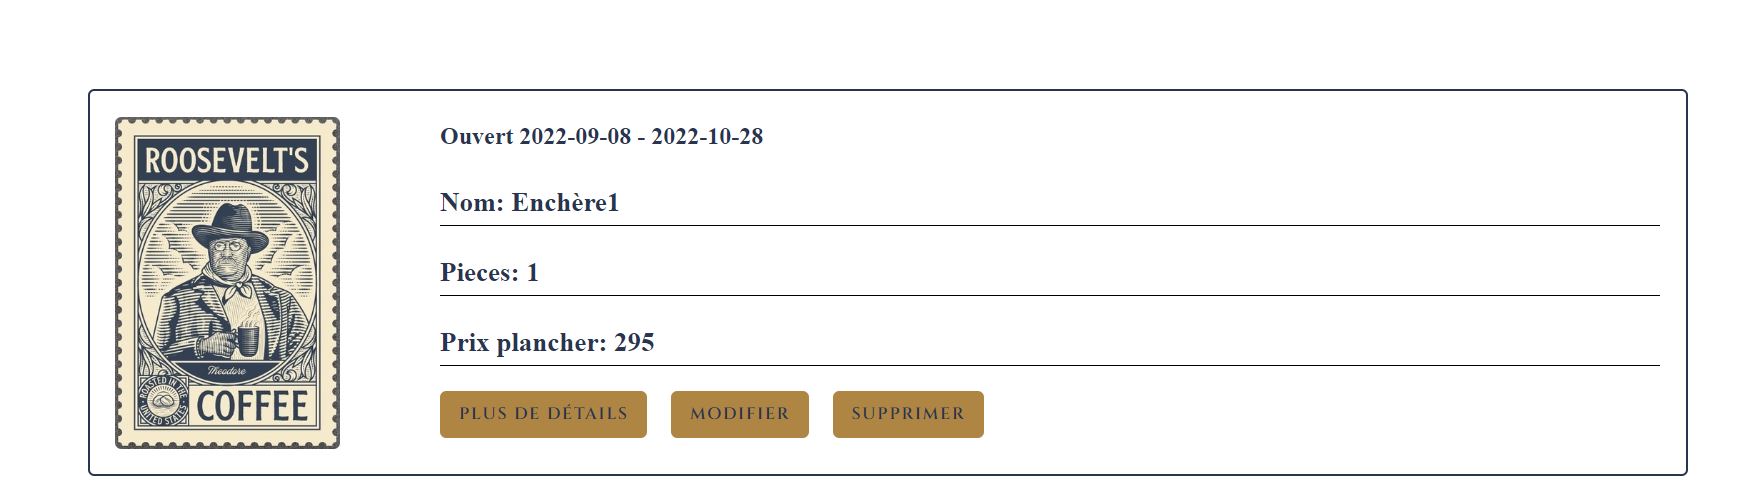 ROOSEVELT'S
Theodore
ROASTED IN THE
UNITED STATES
COFFEE
Ouvert 2022-09-08 - 2022-10-28
Nom: Enchère1
Pieces: 1
Prix plancher: 295
PLUS DE DÉTAILS
MODIFIER
SUPPRIMER